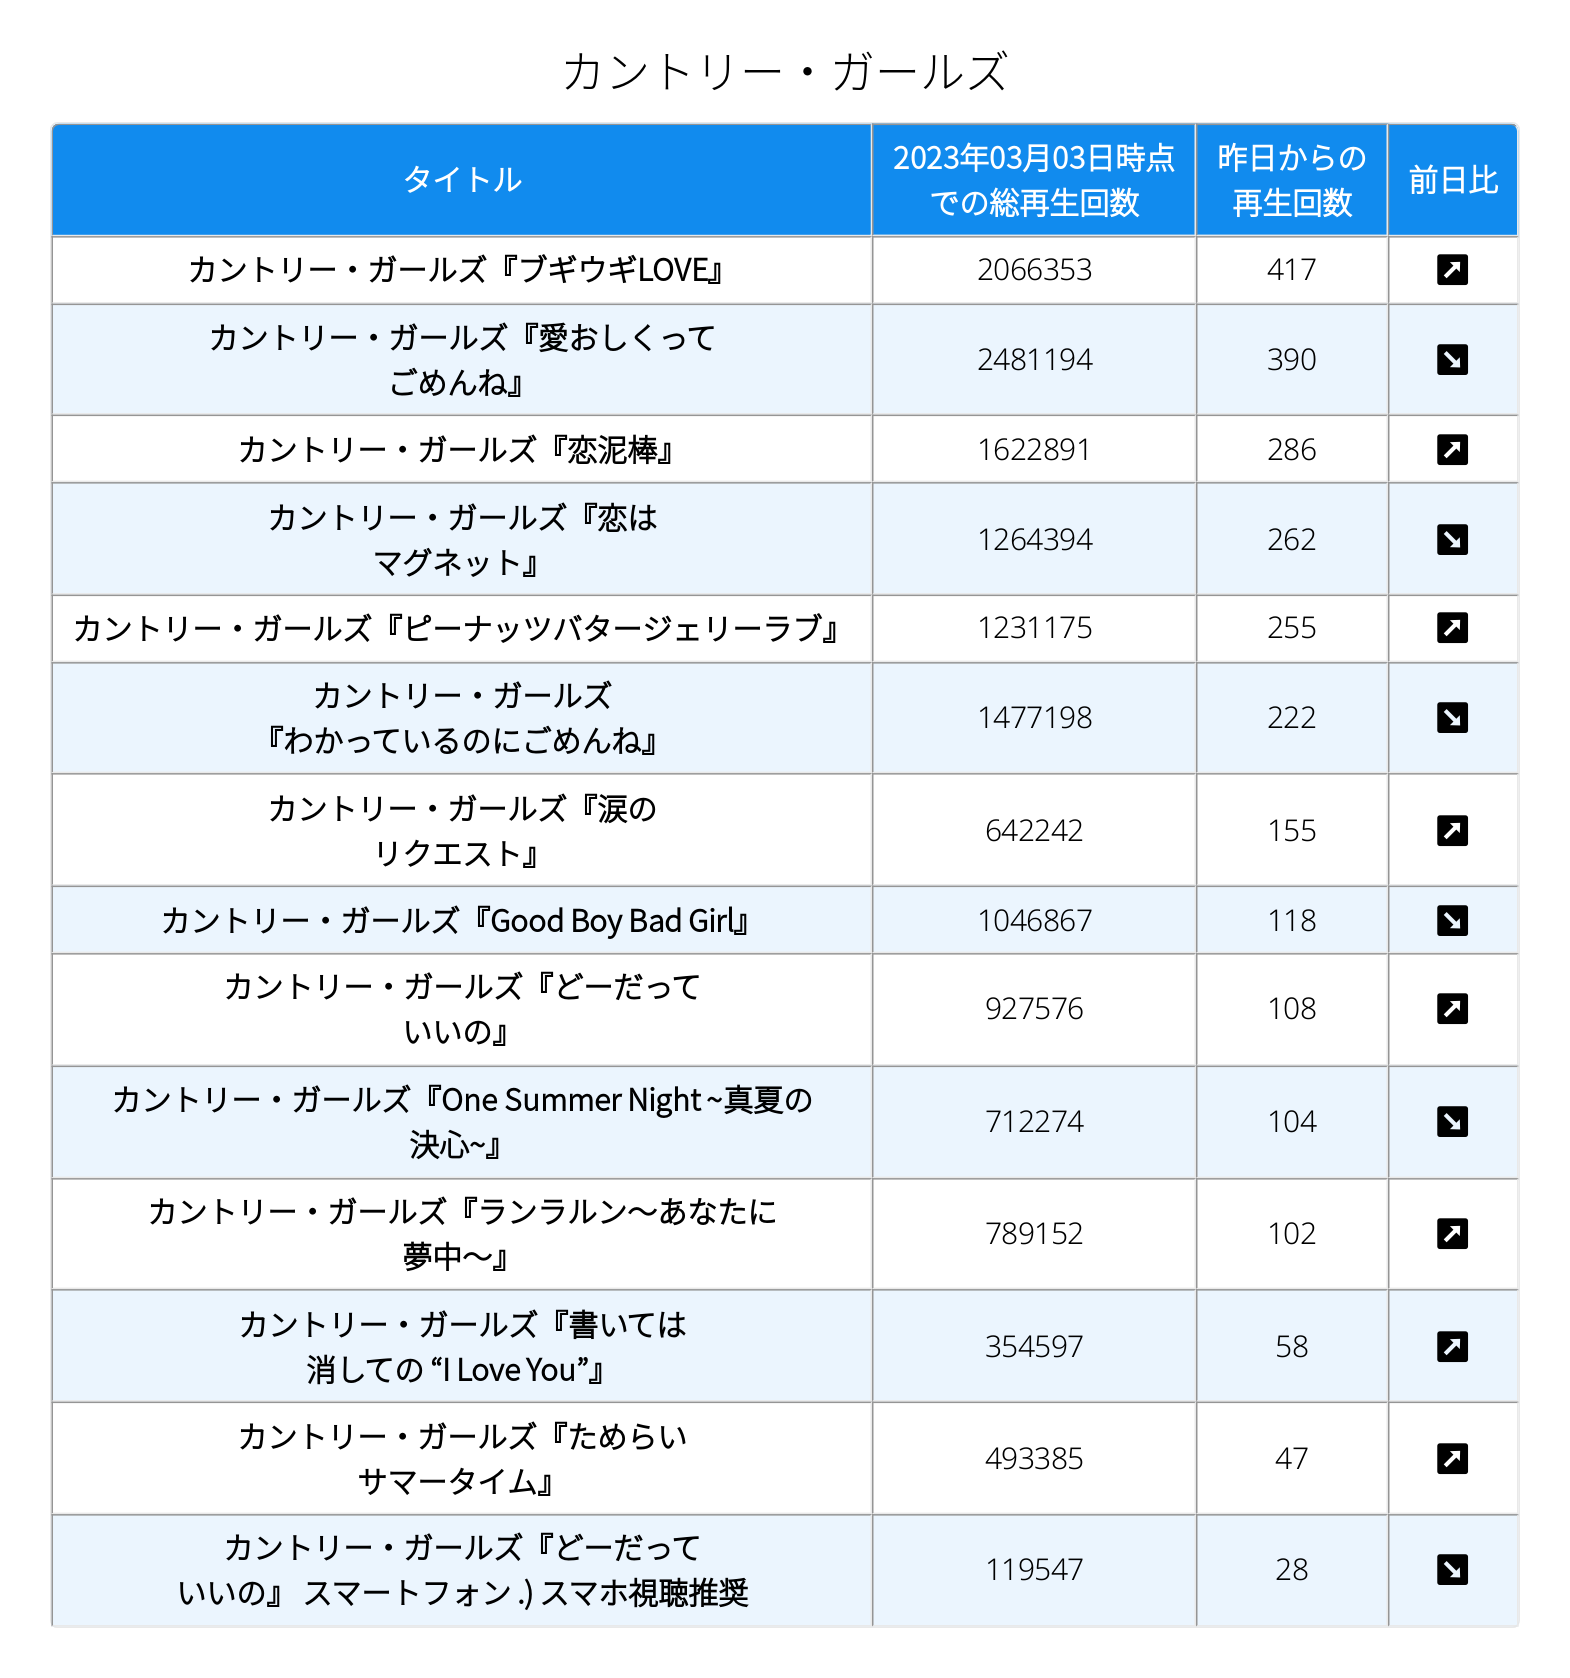 カントリー・ガールズ
タイトル
2023年03月03日時点
での総再生回数
昨日からの
再生回数
前日比
カントリー・ガールズ『ブギウギLOVE』
2066353
417
カントリー・ガールズ『愛おしくって
ごめんね』
2481194
390
カントリー・ガールズ『恋泥棒』
1622891
286
カントリー・ガールズ『恋は
マグネット』
1264394
262
カントリー・ガールズ『ピーナッツバタージェリーラブ』
1231175
255
カントリー・ガールズ
『わかっているのにごめんね』
1477198
222
カントリー・ガールズ『涙の
リクエスト』
642242
155
カントリー・ガールズ『Good Boy Bad Girl』
1046867
118
カントリー・ガールズ『どーだって
いいの』
927576
108
カントリー・ガールズ『One Summer Night ~真夏の
決心~』
712274
104
カントリー・ガールズ『ランラルン〜あなたに
夢中〜』
789152
102
カントリー・ガールズ『書いては
消しての “I Love You”』
354597
58
カントリー・ガールズ『ためらい
サマータイム』
493385
47
カントリー・ガールズ『どーだって
いいの』 スマートフォン .) スマホ視聴推奨
119547
28